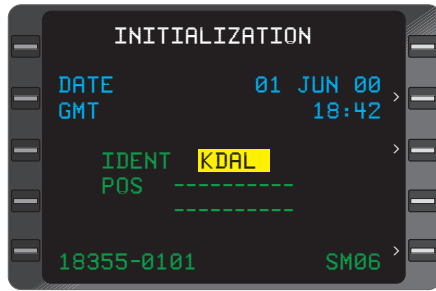 INITIALIZATION
DATE 01 JUN 00 >
GMT 18:42
IDENT KDAL >
POS ----------
----------
18355-0101 SM06 >